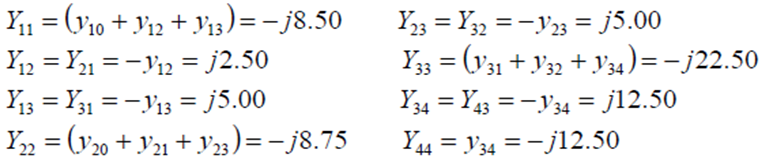 Y₁₁ = (y₁₀ + y₁₂ + y₁₃) = −j8.50
Y₁₂ = Y₂₁ = −y₁₂ = j2.50
Y₁₃ = Y₃₁ = −y₁₃ = j5.00
Y₂₂ = (y₂₀ + y₂₁ + y₂₃) = −j8.75
Y₂₃ = Y₃₂ = −y₂₃ = j5.00
Y₃₃ = (y₃₁ + y₃₂ + y₃₄) = −j22.50
Y₃₄ = Y₄₃ = −y₃₄ = j12.50
Y₄₄ = y₃₄ = −j12.50